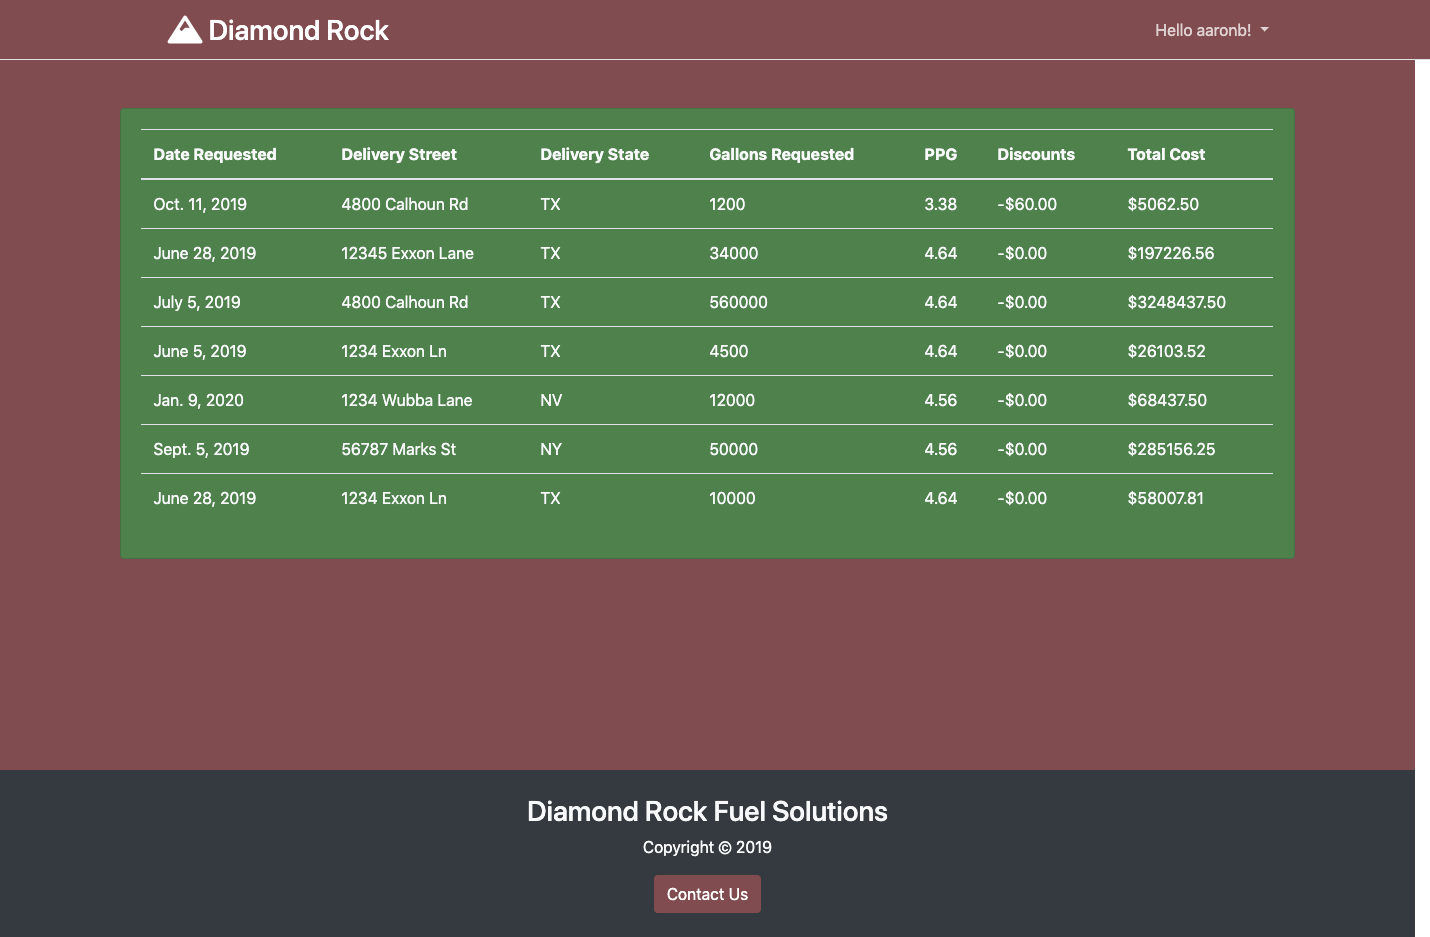 Diamond Rock Hello aaronb!
Date Requested Delivery Street Delivery State Gallons Requested PPG Discounts Total Cost
Oct. 11, 2019 4800 Calhoun Rd TX 1200 3.38 -$60.00 $5062.50
June 28, 2019 12345 Exxon Lane TX 34000 4.64 -$0.00 $197226.56
July 5, 2019 4800 Calhoun Rd TX 560000 4.64 -$0.00 $3248437.50
June 5, 2019 1234 Exxon Ln TX 4500 4.64 -$0.00 $26103.52
Jan. 9, 2020 1234 Wubba Lane NV 12000 4.56 -$0.00 $68437.50
Sept. 5, 2019 56787 Marks St NY 50000 4.56 -$0.00 $285156.25
June 28, 2019 1234 Exxon Ln TX 10000 4.64 -$0.00 $58007.81
Diamond Rock Fuel Solutions
Copyright © 2019
Contact Us